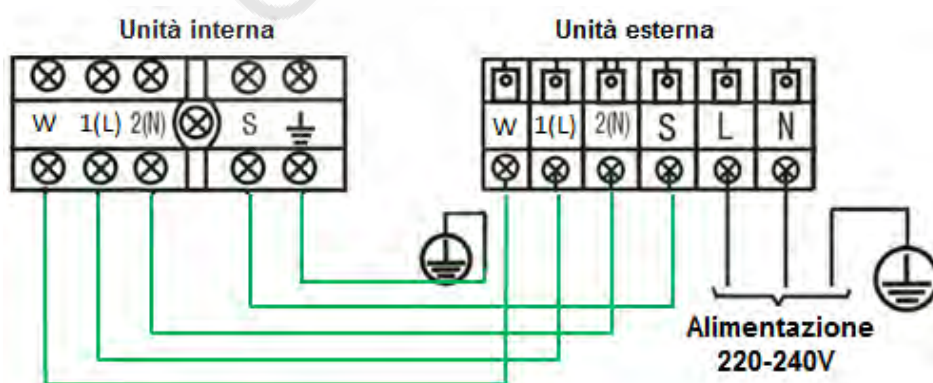 Unità interna
Unità esterna
W 1(L) 2(N) S
W 1(L) 2(N) S L N
Alimentazione
220-240V